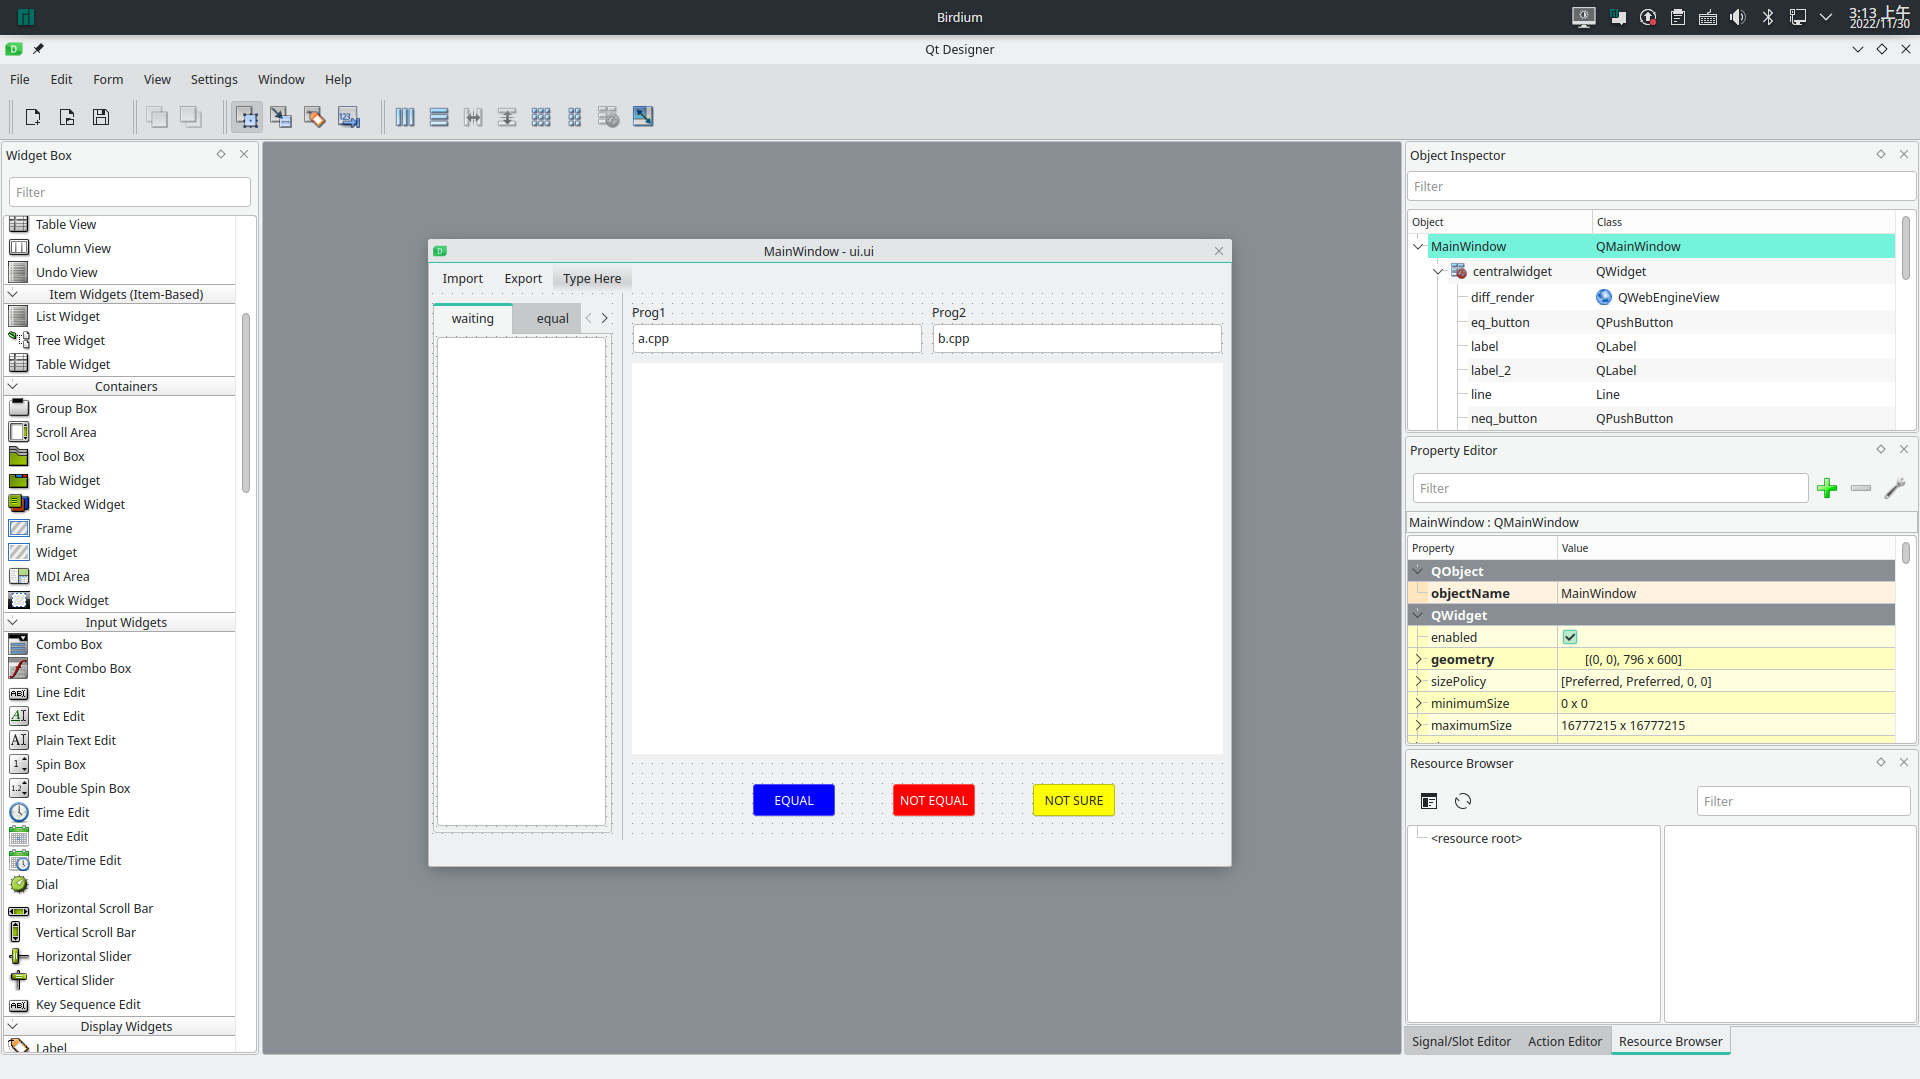 Birdium
3:13 上午
2022/11/30
Qt Designer
File Edit Form View Settings Window Help
Widget Box
Filter
Table View
Column View
Undo View
Item Widgets (Item-Based)
List Widget
Tree Widget
Table Widget
Containers
Group Box
Scroll Area
Tool Box
Tab Widget
Stacked Widget
Frame
Widget
MDI Area
Dock Widget
Input Widgets
Combo Box
Font Combo Box
Line Edit
Text Edit
Plain Text Edit
Spin Box
Double Spin Box
Time Edit
Date Edit
Date/Time Edit
Dial
Horizontal Scroll Bar
Vertical Scroll Bar
Horizontal Slider
Vertical Slider
Key Sequence Edit
Display Widgets
Label
MainWindow - ui.ui
Import Export Type Here
waiting equal
Prog1 Prog2
a.cpp b.cpp
EQUAL NOT EQUAL NOT SURE
Object Inspector
Filter
Object Class
MainWindow QMainWindow
centralwidget QWidget
diff_render QWebEngineView
eq_button QPushButton
label QLabel
label_2 QLabel
line Line
neq_button QPushButton
Property Editor
Filter
MainWindow : QMainWindow
Property Value
QObject
objectName MainWindow
QWidget
enabled
geometry [(0, 0), 796 x 600]
sizePolicy [Preferred, Preferred, 0, 0]
minimumSize 0 x 0
maximumSize 16777215 x 16777215
Resource Browser
Filter
<resource root>
Signal/Slot Editor Action Editor Resource Browser